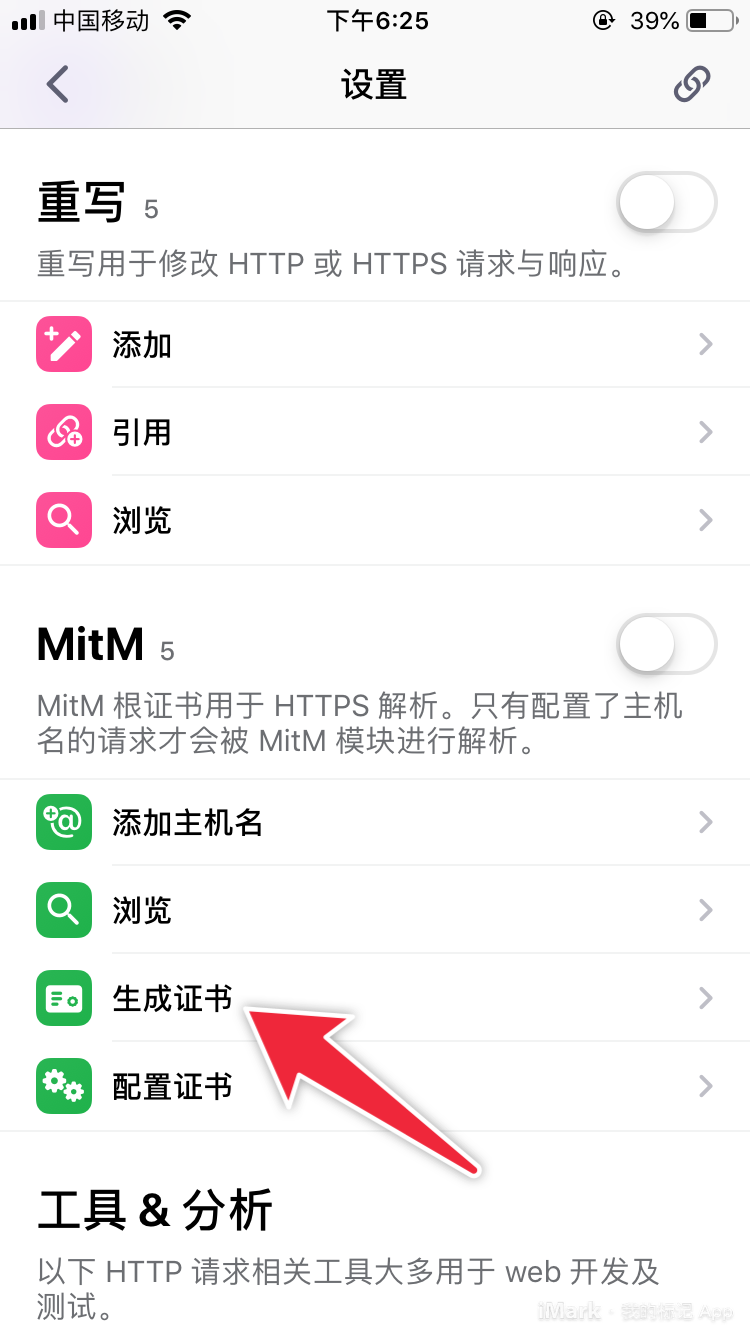 中国移动 下午6:25 39%
设置
重写 5
重写用于修改 HTTP 或 HTTPS 请求与响应。
添加
引用
浏览
MitM 5
MitM 根证书用于 HTTPS 解析。只有配置了主机
名的请求才会被 MitM 模块进行解析。
添加主机名
浏览
生成证书
配置证书
工具 & 分析
以下 HTTP 请求相关工具大多用于 web 开发及
测试。
iMark · 我的标记 App